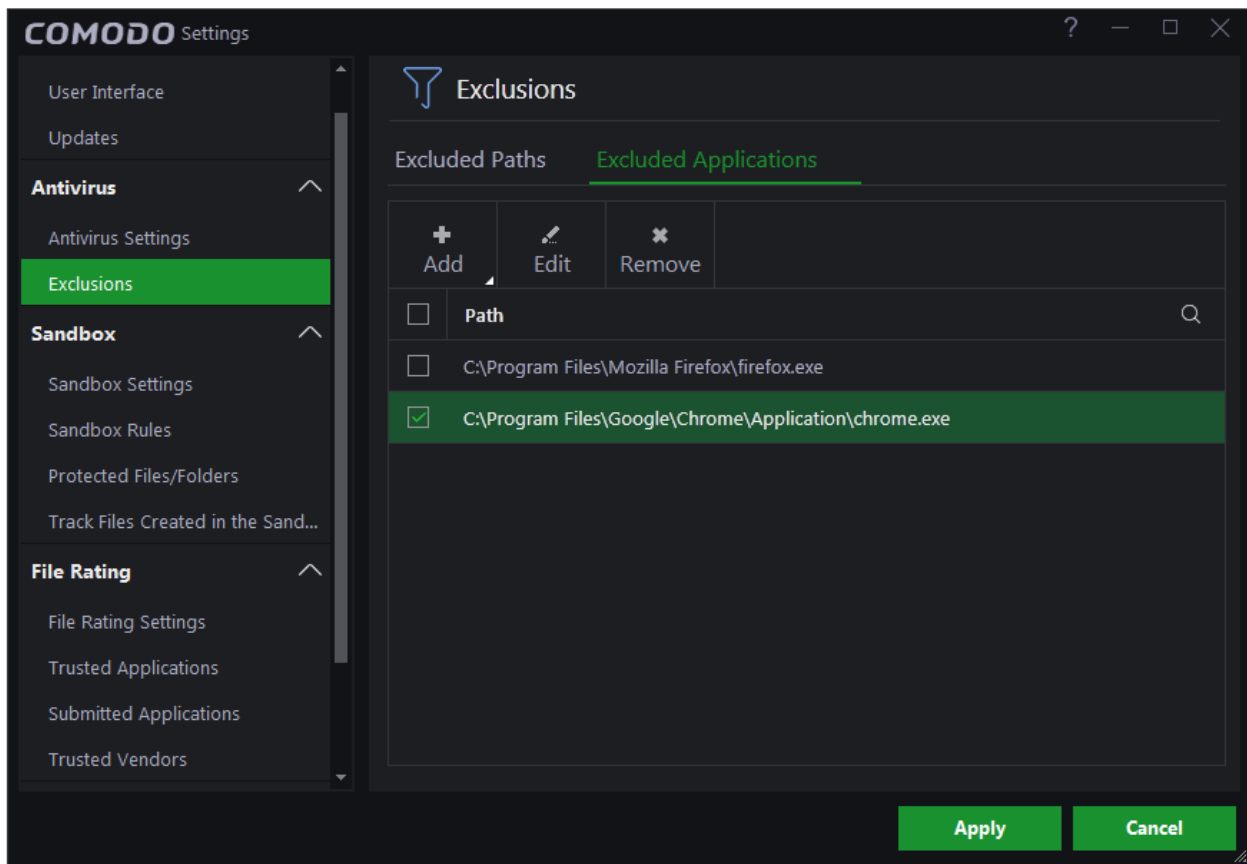 COMODO Settings
?
User Interface
Updates
Antivirus
Antivirus Settings
Exclusions
Sandbox
Sandbox Settings
Sandbox Rules
Protected Files/Folders
Track Files Created in the Sand...
File Rating
File Rating Settings
Trusted Applications
Submitted Applications
Trusted Vendors
Exclusions
Excluded Paths Excluded Applications
Add Edit Remove
Path
C:\Program Files\Mozilla Firefox\firefox.exe
C:\Program Files\Google\Chrome\Application\chrome.exe
Apply Cancel